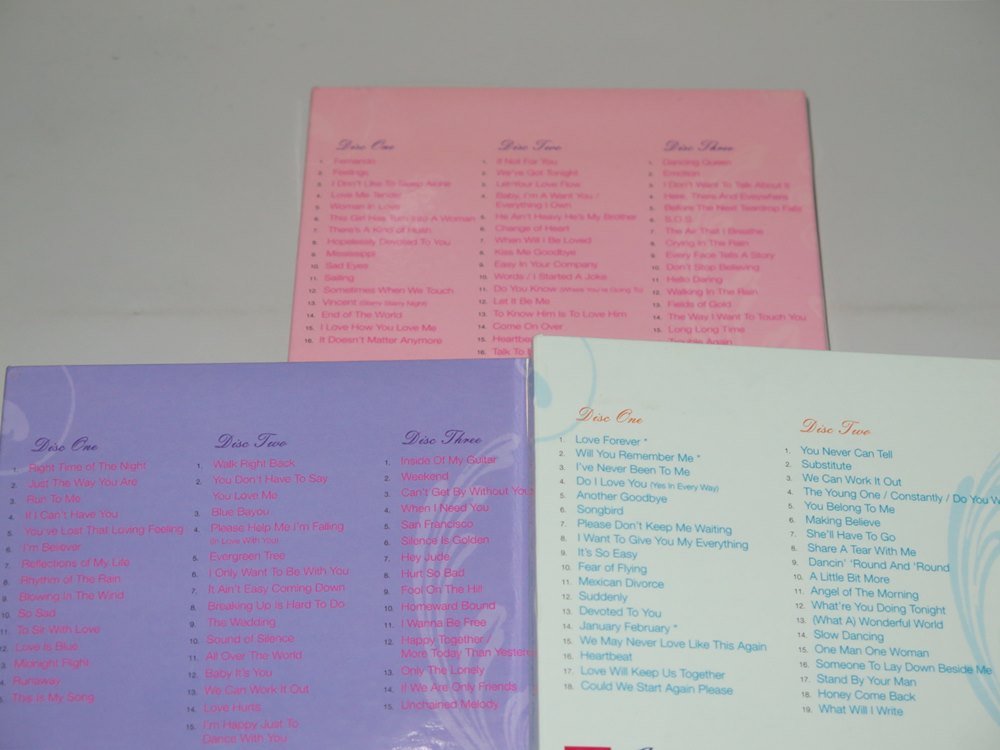 Disc One
1. Fernando
2. Feelings
3. I Don't Like To Sleep Alone
4. Love Me Tender
5. Woman in Love
6. This Girl Has Turn Into A Woman
7. There's A Kind of Hush
8. Hopelessly Devoted To You
9. Mississippi
10. Sad Eyes
11. Sailing
12. Sometimes When We Touch
13. Vincent (Starry Starry Night)
14. End of The World
15. I Love How You Love Me
16. It Doesn't Matter Anymore
Disc Two
1. If Not For You
2. We've Got Tonight
3. Let Your Love Flow
4. Baby, I'm A Want You /
Everything I Own
5. He Ain't Heavy He's My Brother
6. Change of Heart
7. When Will I Be Loved
8. Kiss Me Goodbye
9. Easy In Your Company
10. Words / I Started A Joke
11. Do You Know (Where You're Going To)
12. Let It Be Me
13. To Know Him Is To Love Him
14. Come On Over
15. Heartbe
16. Talk To
Disc Three
1. Dancing Queen
2. Emotion
3. I Don't Want To Talk About It
4. Here, There And Everywhere
5. Before The Next Teardrop Falls
6. S.O.S.
7. The Air That I Breathe
8. Crying In The Rain
9. Every Face Tells A Story
10. Don't Stop Believing
11. Hello Darling
12. Walking In The Rain
13. Fields of Gold
14. The Way I Want To Touch You
15. Long Long Time
Trouble Again
Disc One
1. Right Time of The Night
2. Just The Way You Are
3. Run To Me
4. If I Can't Have You
5. You've Lost That Loving Feeling
6. I'm Believer
7. Reflections of My Life
8. Rhythm of The Rain
9. Blowing In The Wind
10. So Sad
11. To Sir With Love
12. Love Is Blue
3. Midnight Flight
4. Runaway
5. This Is My Song
Disc Two
1. Walk Right Back
2. You Don't Have To Say
You Love Me
3. Blue Bayou
4. Please Help Me I'm Falling
(In Love With You)
5. Evergreen Tree
6. I Only Want To Be With You
7. It Ain't Easy Coming Down
8. Breaking Up Is Hard To Do
9. The Wedding
10. Sound of Silence
11. All Over The World
12. Baby It's You
13. We Can Work It Out
14. Love Hurts
15. I'm Happy Just To
Dance With You
Disc Three
1. Inside Of My Guitar
2. Weekend
3. Can't Get By Without You
4. When I Need You
5. San Francisco
6. Silence Is Golden
7. Hey Jude
8. Hurt So Bad
9. Fool On The Hill
10. Homeward Bound
11. I Wanna Be Free
12. Happy Together /
More Today Than Yester
13. Only The Lonely
14. If We Are Only Friends
15. Unchained Melody
Disc One
1. Love Forever *
2. Will You Remember Me *
3. I've Never Been To Me
4. Do I Love You (Yes In Every Way)
5. Another Goodbye
6. Songbird
7. Please Don't Keep Me Waiting
8. I Want To Give You My Everything
9. It's So Easy
10. Fear of Flying
11. Mexican Divorce
12. Suddenly
13. Devoted To You
14. January February *
15. We May Never Love Like This Again
16. Heartbeat
17. Love Will Keep Us Together
18. Could We Start Again Please
Disc Two
1. You Never Can Tell
2. Substitute
3. We Can Work It Out
4. The Young One / Constantly / Do You W
5. You Belong To Me
6. Making Believe
7. She'll Have To Go
8. Share A Tear With Me
9. Dancin' 'Round And 'Round
10. A Little Bit More
11. Angel of The Morning
12. What're You Doing Tonight
13. (What A) Wonderful World
14. Slow Dancing
15. One Man One Woman
16. Someone To Lay Down Beside Me
17. Stand By Your Man
18. Honey Come Back
19. What Will I Write